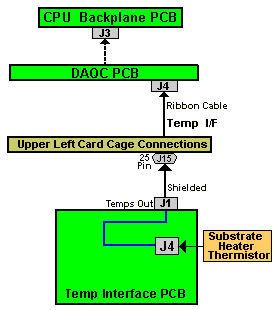 CPU Backplane PCB
J3
DAQC PCB
J4
Ribbon Cable
Temp I/F
Upper Left Card Cage Connections
25
Pin
J15
Shielded
Temps Out
J1
J4
Substrate
Heater
Thermistor
Temp Interface PCB